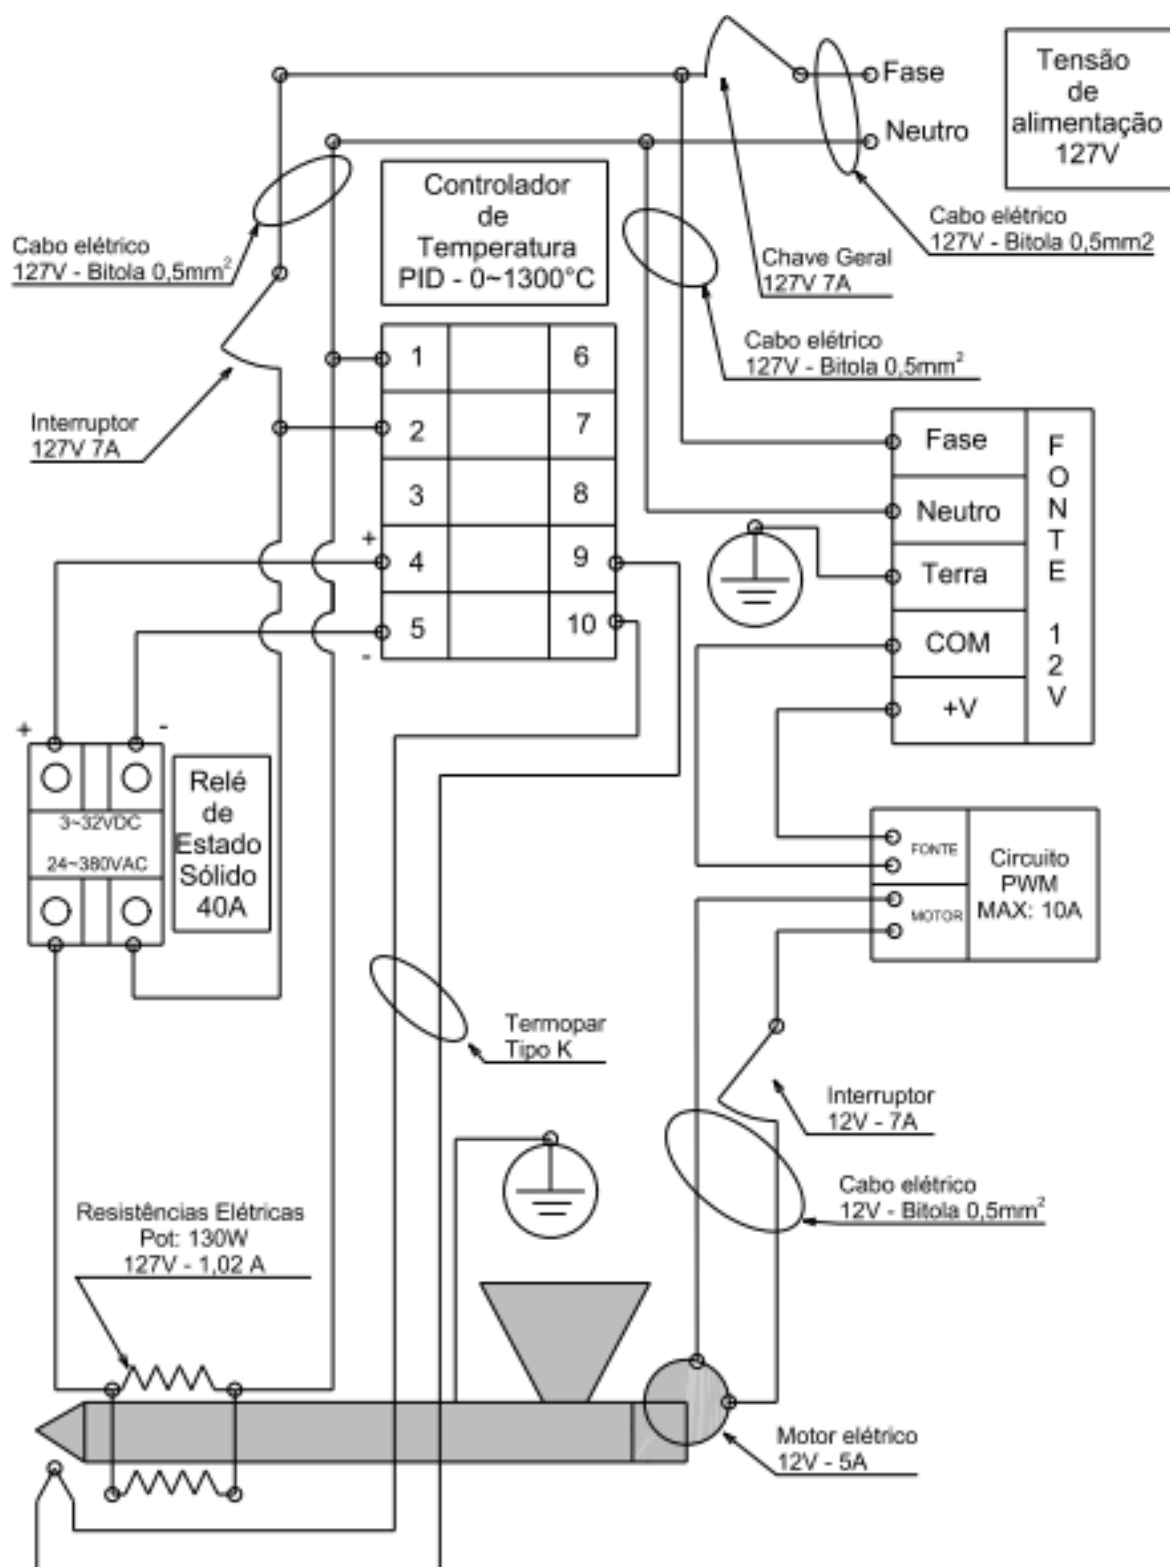 Fase
Neutro
Tensão
de
alimentação
127V
Cabo elétrico
127V - Bitola 0,5mm2
Chave Geral
127V 7A
Cabo elétrico
127V - Bitola 0,5mm²
Controlador
de
Temperatura
PID - 0~1300°C
Cabo elétrico
127V - Bitola 0,5mm²
Interruptor
127V 7A
1
6
2
7
3
8
+
4
9
5
10
-
Fase
Neutro
Terra
COM
+V
FONTE 12V
+
-
3~32VDC
24~380VAC
Relé
de
Estado
Sólido
40A
FONTE
MOTOR
Circuito
PWM
MAX: 10A
Termopar
Tipo K
Interruptor
12V - 7A
Cabo elétrico
12V - Bitola 0,5mm²
Resistências Elétricas
Pot: 130W
127V - 1,02 A
Motor elétrico
12V - 5A